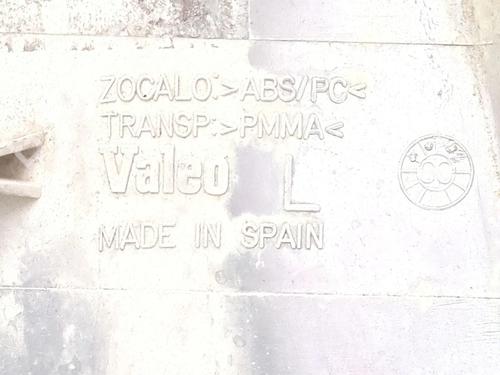 ZOCALO:>ABS/PC<
TRANSP:>PMMA<
Valeo L
MADE IN SPAIN